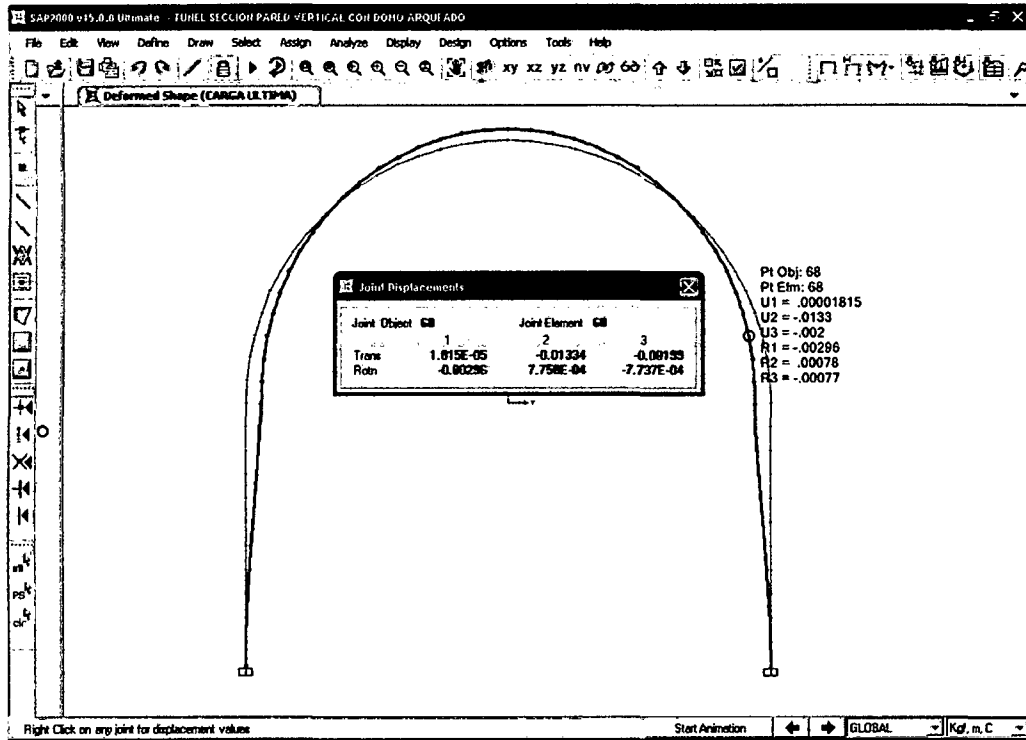 SAP2000 v15.0.0 Ultimate - TUNEL SECCION PARED VERTICAL CON DOMO ARQUEADO
File Edit View Define Draw Select Assign Analyze Display Design Options Tools Help
xy xz yz nv
Deformed Shape (CARGA ULTIMA)
Pt Obj: 68
Pt Elm: 68
U1 = .00001815
U2 = -.0133
U3 = -.002
R1 = -.00296
R2 = .00078
R3 = -.00077
Joint Displacements
Joint Object 68 Joint Element 68
1 2 3
Trans 1.815E-05 -0.01334 -0.00199
Rotn -0.00296 7.758E-04 -7.737E-04
Y
all
PS
clr
Right Click on any joint for displacement values
Start Animation
GLOBAL
Kgf, m, C